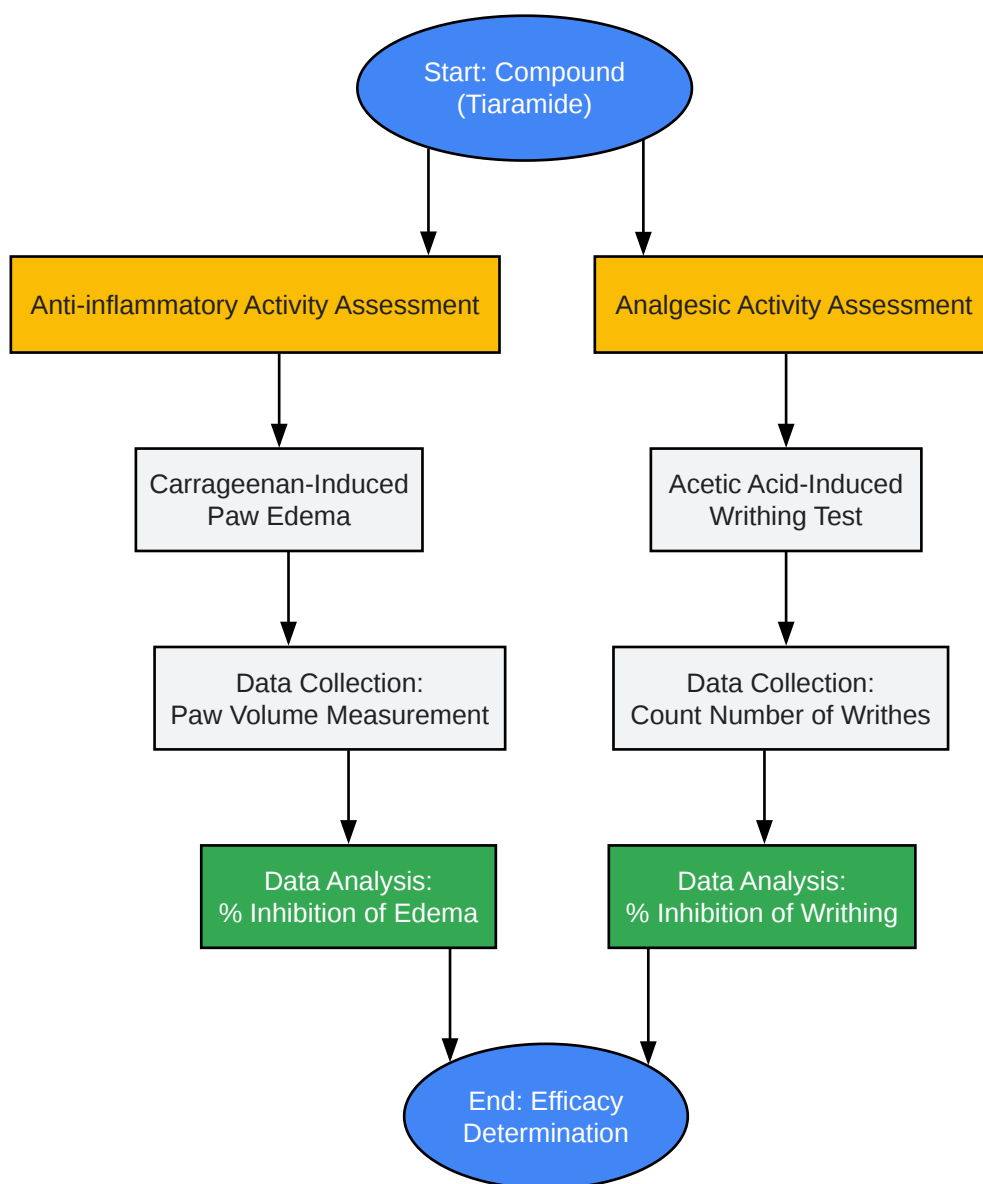 Start: Compound
(Tiaramide)
Anti-inflammatory Activity Assessment
Analgesic Activity Assessment
Carrageenan-Induced
Paw Edema
Acetic Acid-Induced
Writhing Test
Data Collection:
Paw Volume Measurement
Data Collection:
Count Number of Writhes
Data Analysis:
% Inhibition of Edema
Data Analysis:
% Inhibition of Writhing
End: Efficacy
Determination